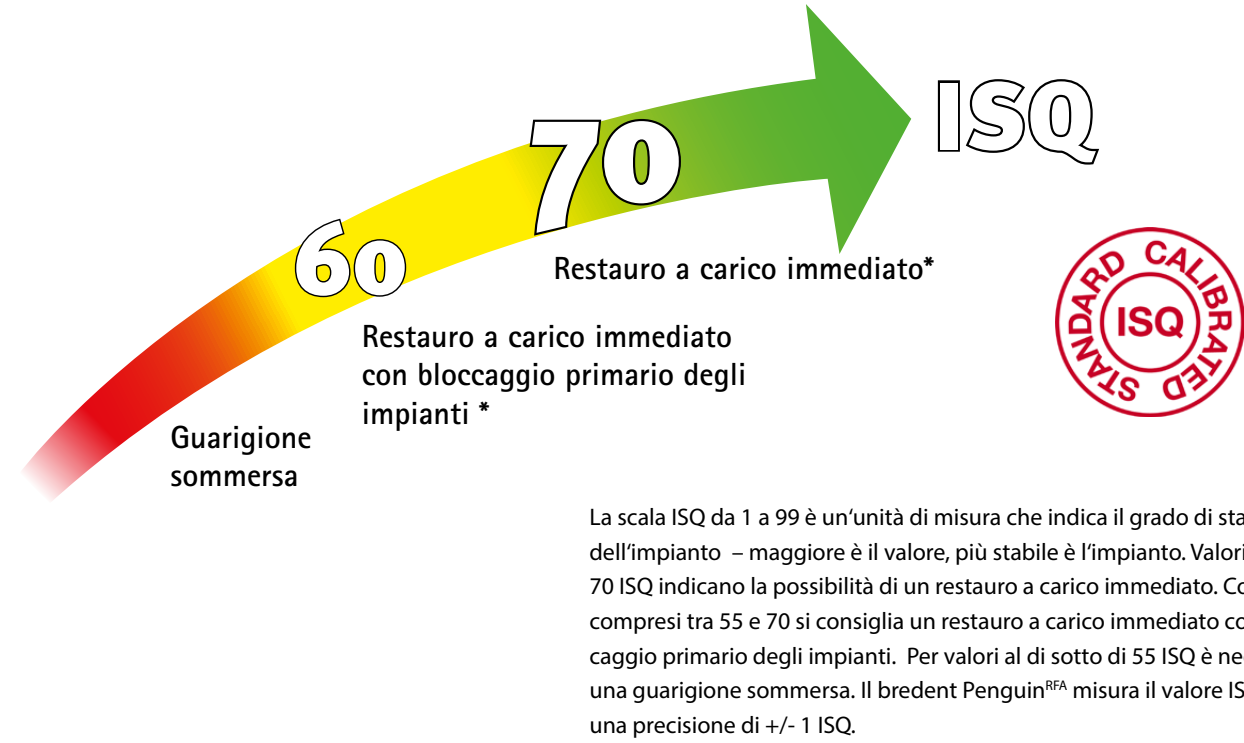 ISQ
70
60
Restauro a carico immediato*
Restauro a carico immediato
con bloccaggio primario degli
impianti *
Guarigione
sommersa
STANDARD CALIBRATED
ISQ
La scala ISQ da 1 a 99 è un‘unità di misura che indica il grado di sta
dell‘impianto – maggiore è il valore, più stabile è l‘impianto. Valori
70 ISQ indicano la possibilità di un restauro a carico immediato. Co
compresi tra 55 e 70 si consiglia un restauro a carico immediato co
caggio primario degli impianti. Per valori al di sotto di 55 ISQ è ne
una guarigione sommersa. Il bredent Penguin RFA misura il valore IS
una precisione di +/- 1 ISQ.